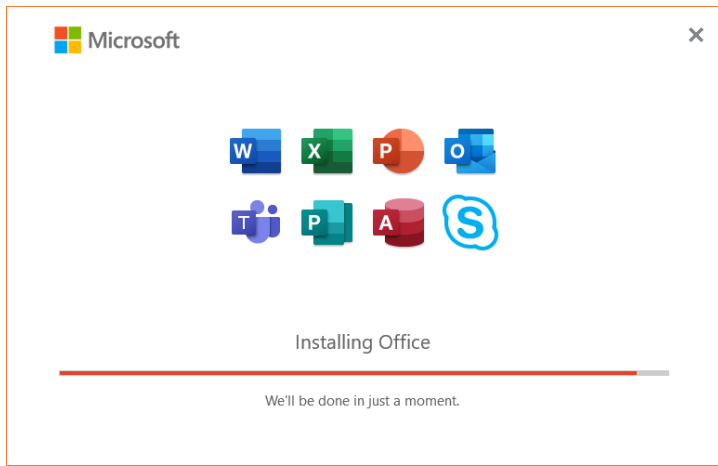 Microsoft
W X P O
T P A S
Installing Office
We'll be done in just a moment.